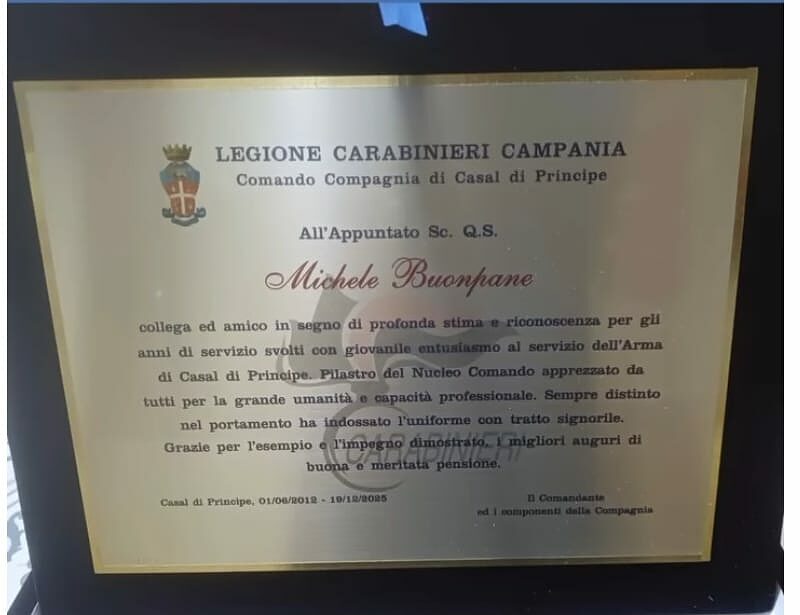 LEGIONE CARABINIERI CAMPANIA
Comando Compagnia di Casal di Principe
All'Appuntato Sc. Q.S.
Michele Buonpane
collega ed amico in segno di profonda stima e riconoscenza per gli
anni di servizio svolti con giovanile entusiasmo al servizio dell'Arma
di Casal di Principe. Pilastro del Nucleo Comando apprezzato da
tutti per la grande umanità e capacità professionale. Sempre distinto
nel portamento ha indossato l'uniforme con tratto signorile.
Grazie per l'esempio e l'impegno dimostrato, i migliori auguri di
CARABINIERI
buona e meritata pensione.
Casal di Principe, 01/06/2012 - 19/12/2025
Il Comandante
ed i componenti della Compagnia